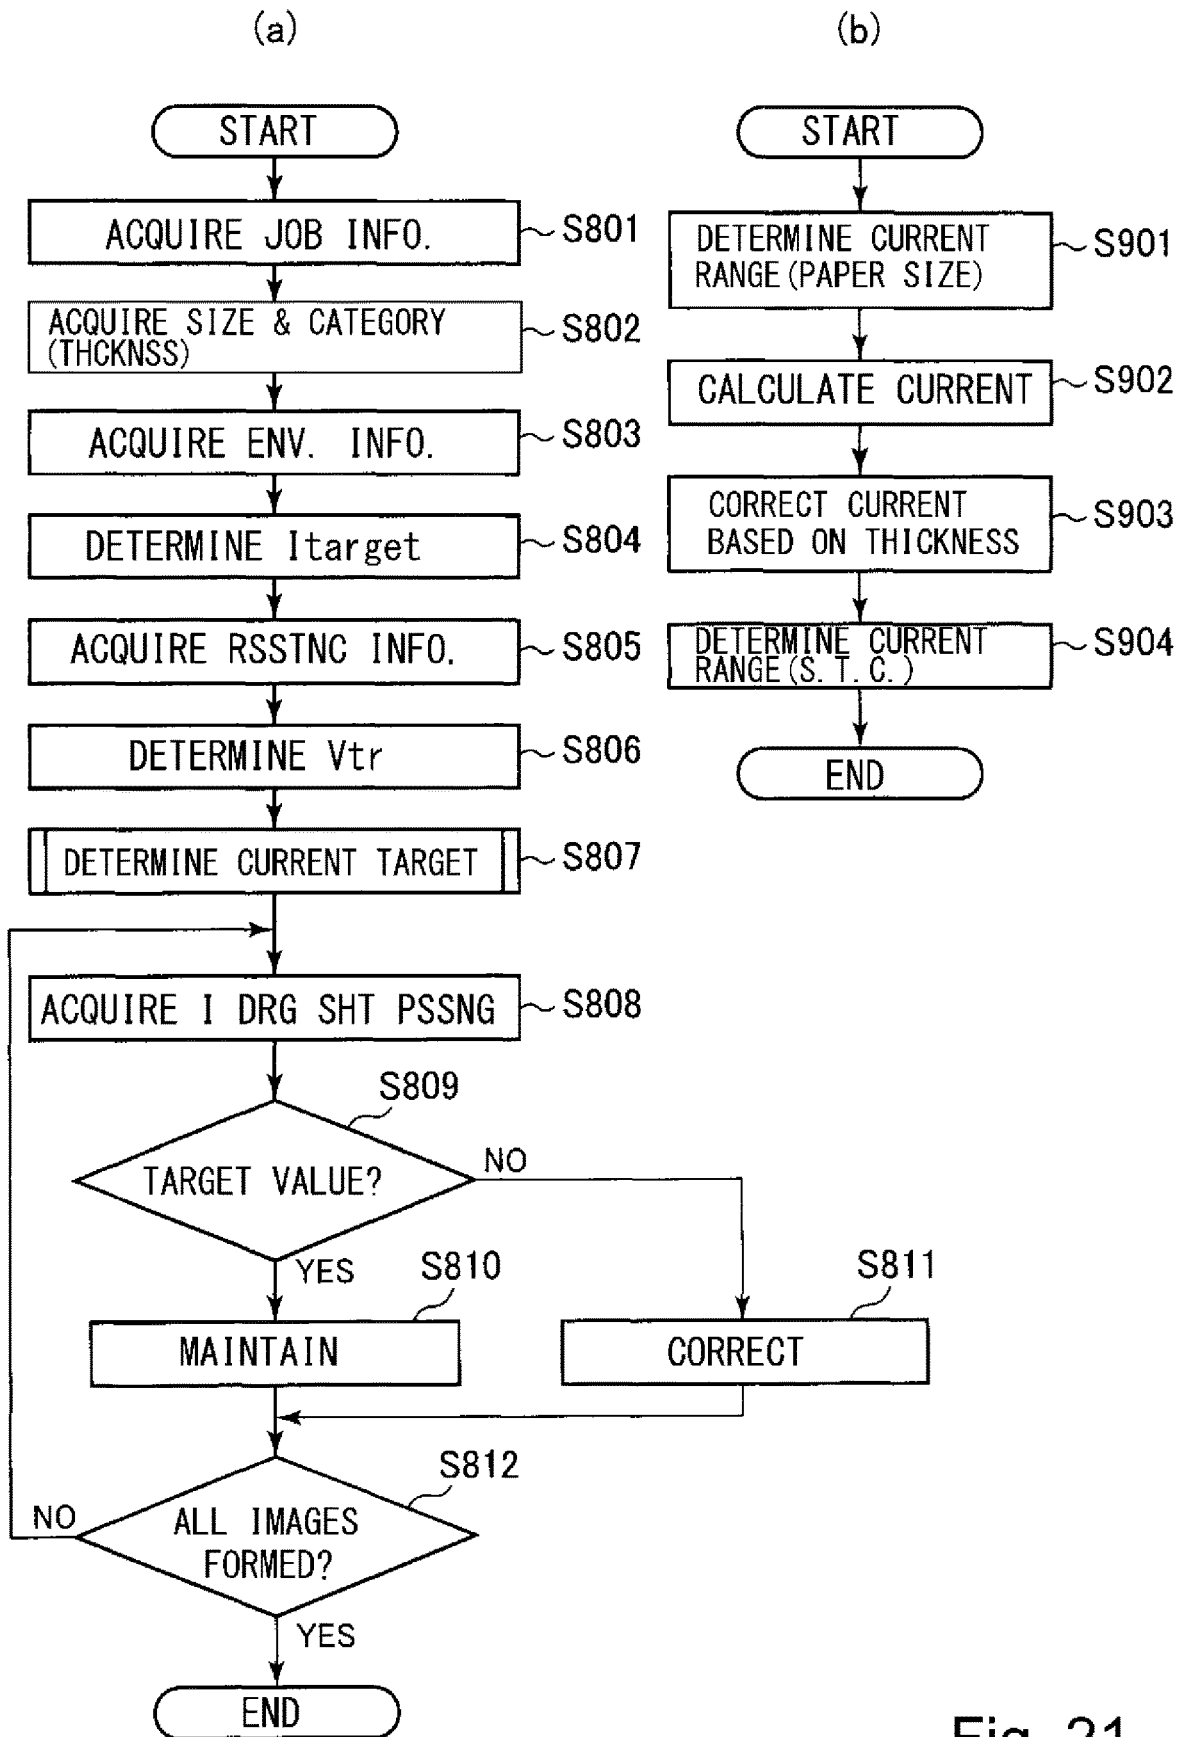 (a)
START
ACQUIRE JOB INFO.
S801
ACQUIRE SIZE & CATEGORY
(THCKNSS)
S802
ACQUIRE ENV. INFO.
S803
DETERMINE Itarget
S804
ACQUIRE RSSTNC INFO.
S805
DETERMINE Vtr
S806
DETERMINE CURRENT TARGET
S807
ACQUIRE I DRG SHT PSSNG
S808
S809
TARGET VALUE?
NO
YES
S810
MAINTAIN
S811
CORRECT
S812
ALL IMAGES
FORMED?
NO
YES
END
(b)
START
DETERMINE CURRENT
RANGE(PAPER SIZE)
S901
CALCULATE CURRENT
S902
CORRECT CURRENT
BASED ON THICKNESS
S903
DETERMINE CURRENT
RANGE(S.T.C.)
S904
END
Fig. 21